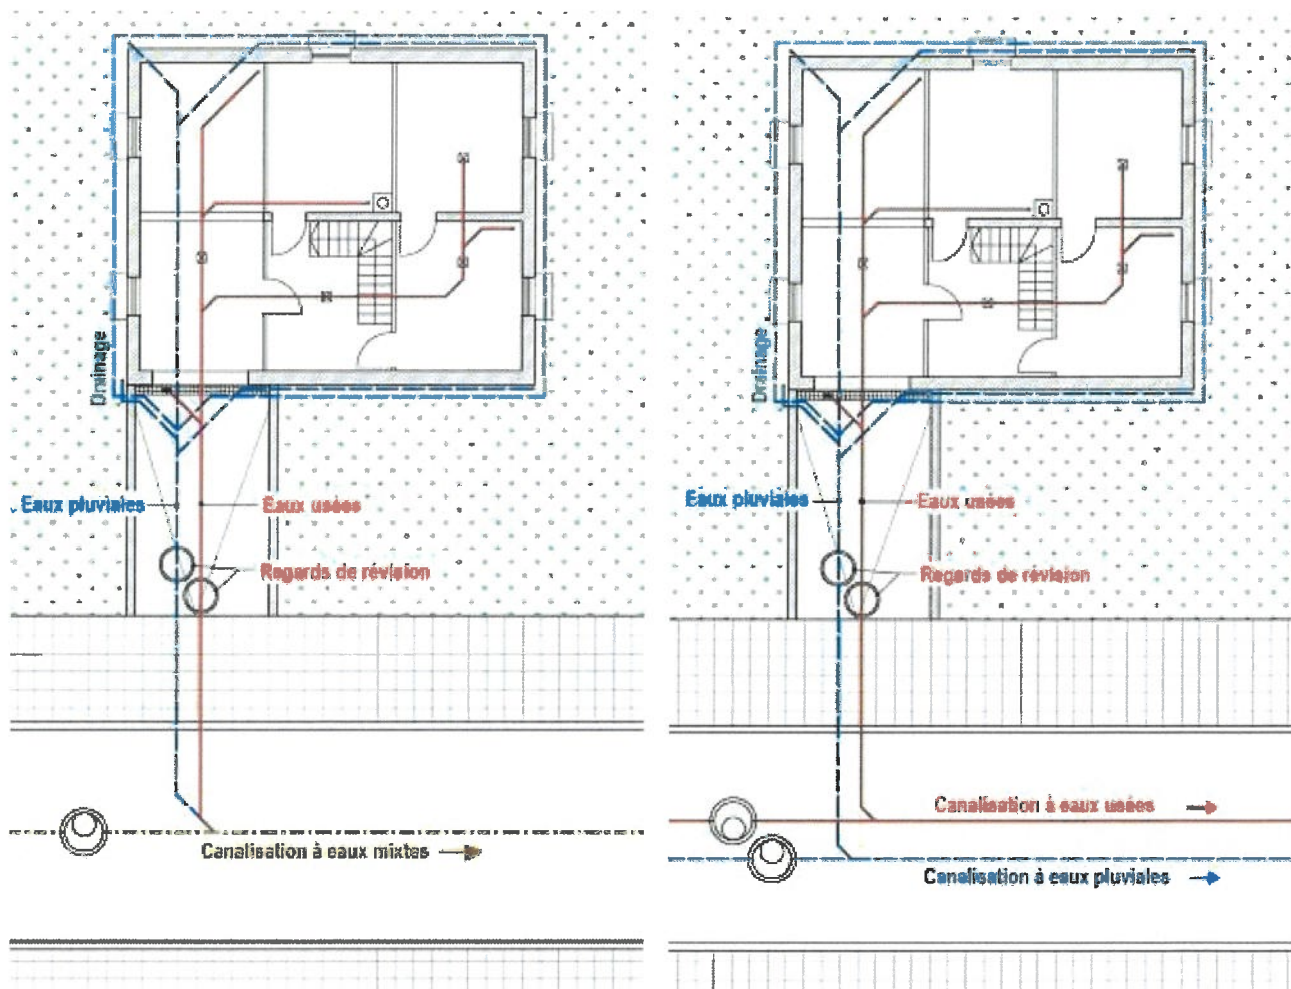 Drainage
Eaux pluviales
Eaux usées
Regards de révision
Canalisation à eaux mixtes
Drainage
Eaux pluviales
Eaux usées
Regards de révision
Canalisation à eaux usées
Canalisation à eaux pluviales